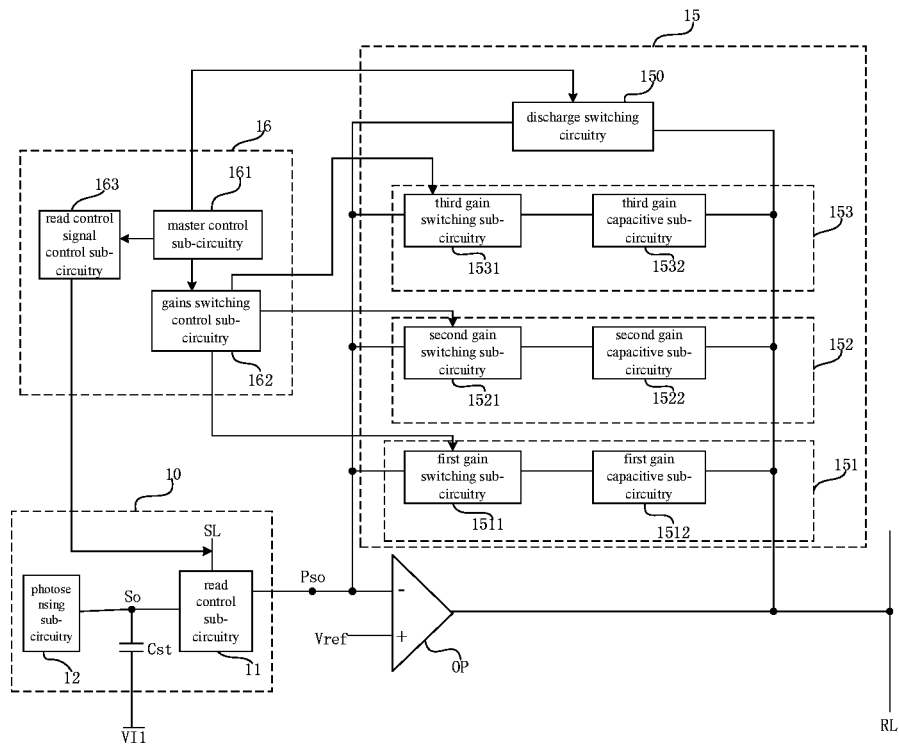 15
150
discharge switching
circuitry
16
161
163
read control
signal
control sub-
circuitry
master control
sub-circuitry
third gain
switching sub-
circuitry
1531
third gain
capacitive sub-
circuitry
1532
153
gains switching
control sub-
circuitry
162
second gain
switching sub-
circuitry
1521
second gain
capacitive sub-
circuitry
1522
152
first gain
switching sub-
circuitry
1511
first gain
capacitive sub-
circuitry
1512
151
10
SL
photose
nsing
sub-
circuitry
12
So
Cst
read
control
sub-
circuitry
11
Pso
-
Vref
+
OP
VI1
RL